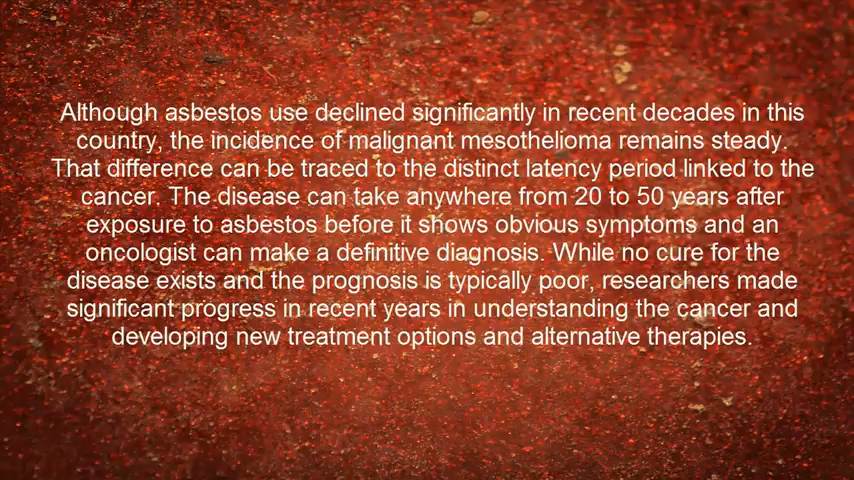 Although asbestos use declined significantly in recent decades in this
country, the incidence of malignant mesothelioma remains steady.
That difference can be traced to the distinct latency period linked to the
cancer. The disease can take anywhere from 20 to 50 years after
exposure to asbestos before it shows obvious symptoms and an
oncologist can make a definitive diagnosis. While no cure for the
disease exists and the prognosis is typically poor, researchers made
significant progress in recent years in understanding the cancer and
developing new treatment options and alternative therapies.